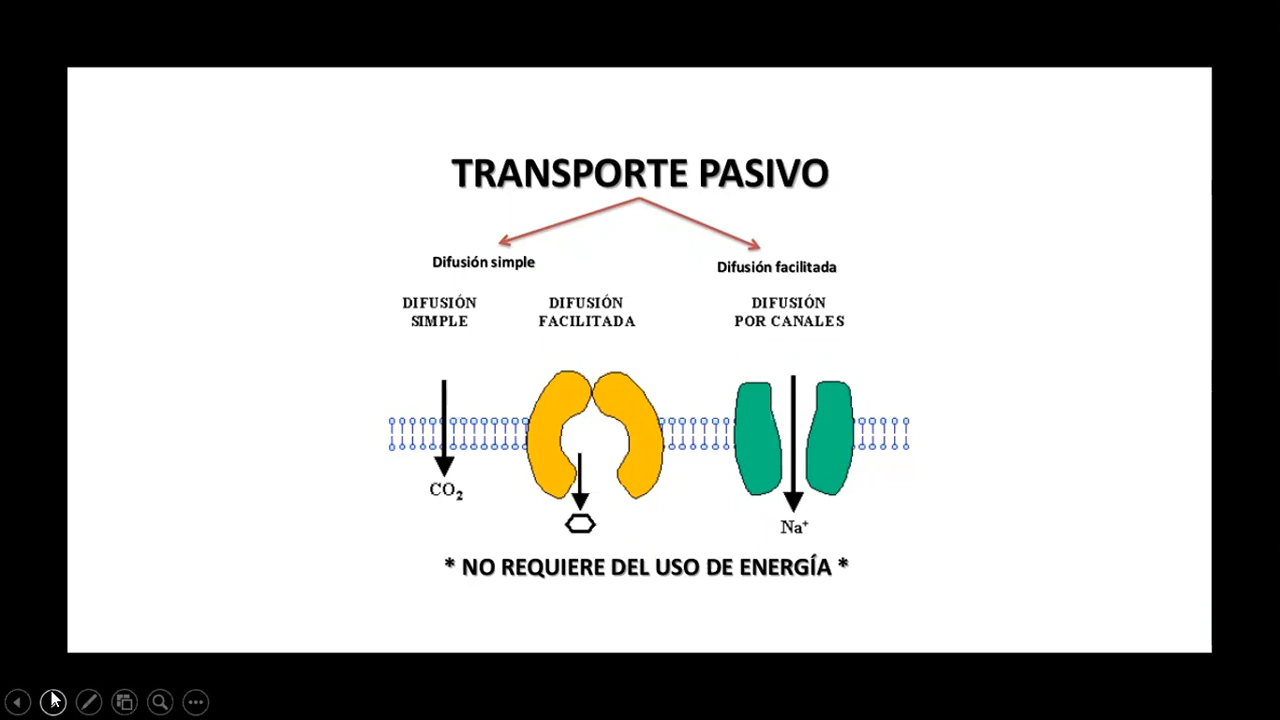 TRANSPORTE PASIVO
Difusión simple
Difusión facilitada
DIFUSIÓN
SIMPLE
DIFUSIÓN
FACILITADA
DIFUSIÓN
POR CANALES
CO₂
Na⁺
* NO REQUIERE DEL USO DE ENERGÍA *